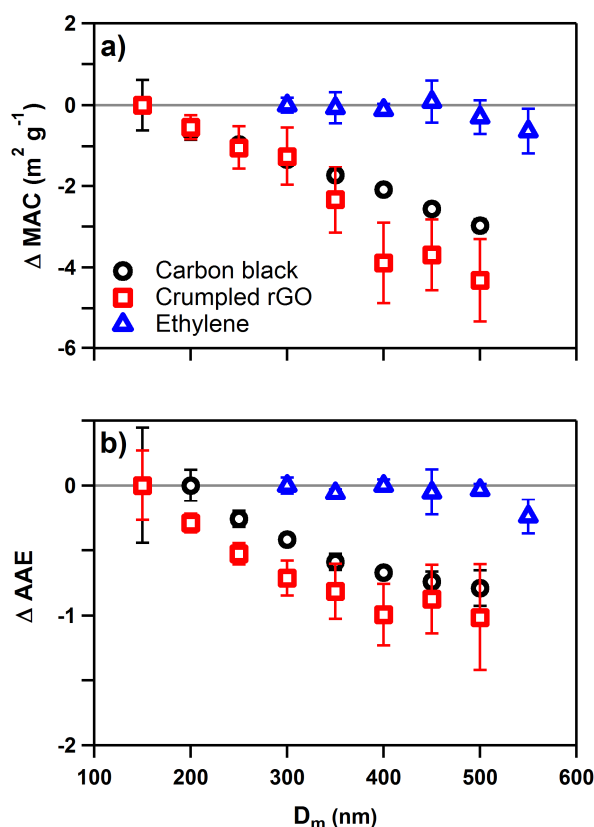 a)
2
0
-2
-4
-6
Δ MAC (m² g⁻¹)
Carbon black
Crumpled rGO
Ethylene
b)
0
-1
-2
Δ AAE
100 200 300 400 500 600
Dₘ (nm)